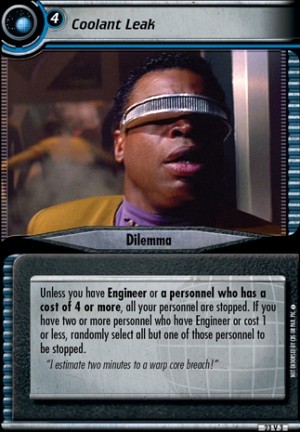 4
Coolant Leak
Dilemma
Unless you have Engineer or a personnel who has a
cost of 4 or more, all your personnel are stopped. If you
have two or more personnel who have Engineer or cost 1
or less, randomly select all but one of those personnel to
be stopped.
"I estimate two minutes to a warp core breach!"
33 V 3